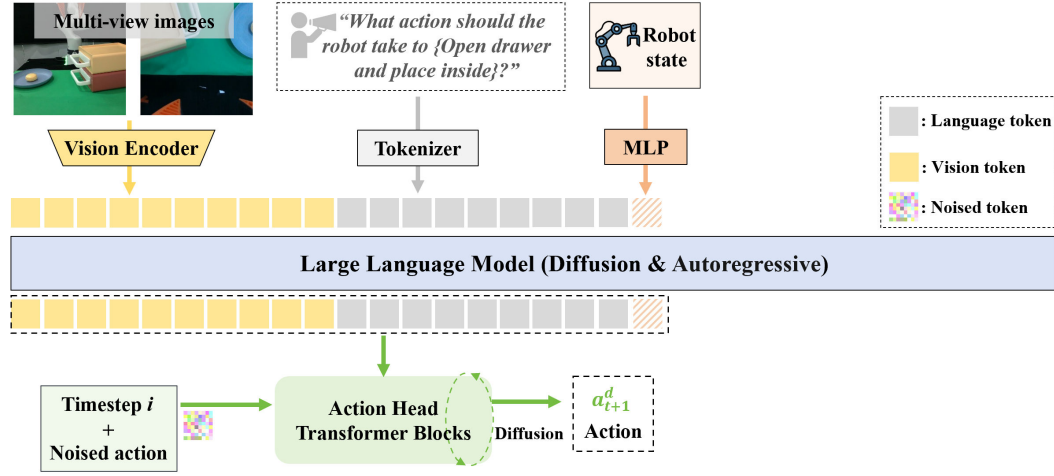 Multi-view images
“What action should the
robot take to {Open drawer
and place inside}?”
Robot
state
Vision Encoder
Tokenizer
MLP
: Language token
: Vision token
: Noised token
Large Language Model (Diffusion & Autoregressive)
Timestep i
+
Noised action
Action Head
Transformer Blocks
Diffusion
a^d_{t+1}
Action